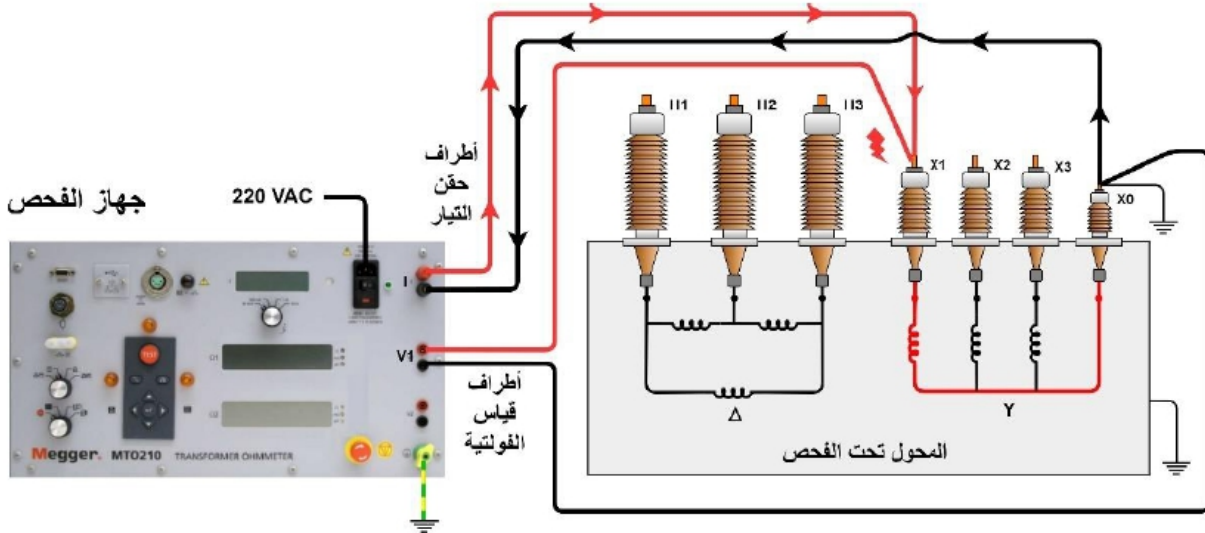 H1
H2
H3
أطراف
حقن
التيار
X1
X2
X3
X0
جهاز الفحص
220 VAC
I
TEST
V1
أطراف
قياس
الفولتية
Δ
Y
المحول تحت الفحص
Megger. MTO210 TRANSFORMER OHMMETER